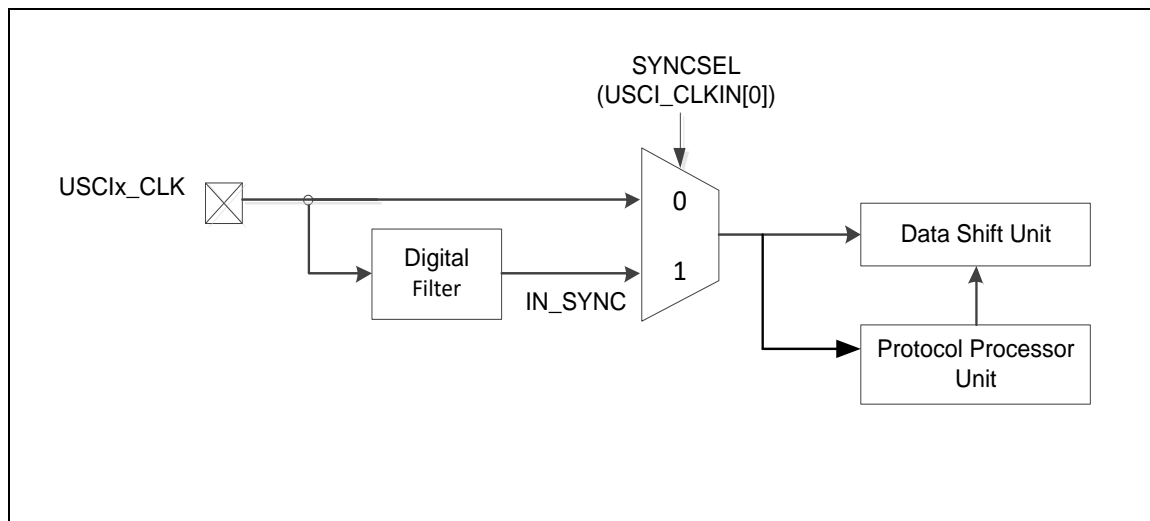 SYNCSEL
(USCI_CLKIN[0])
USCIx_CLK
0
Data Shift Unit
Digital
Filter
1
IN_SYNC
Protocol Processor
Unit